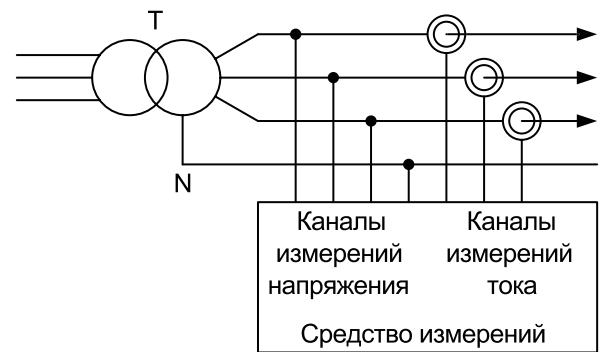 T
N
Каналы
измерений
напряжения
Каналы
измерений
тока
Средство измерений